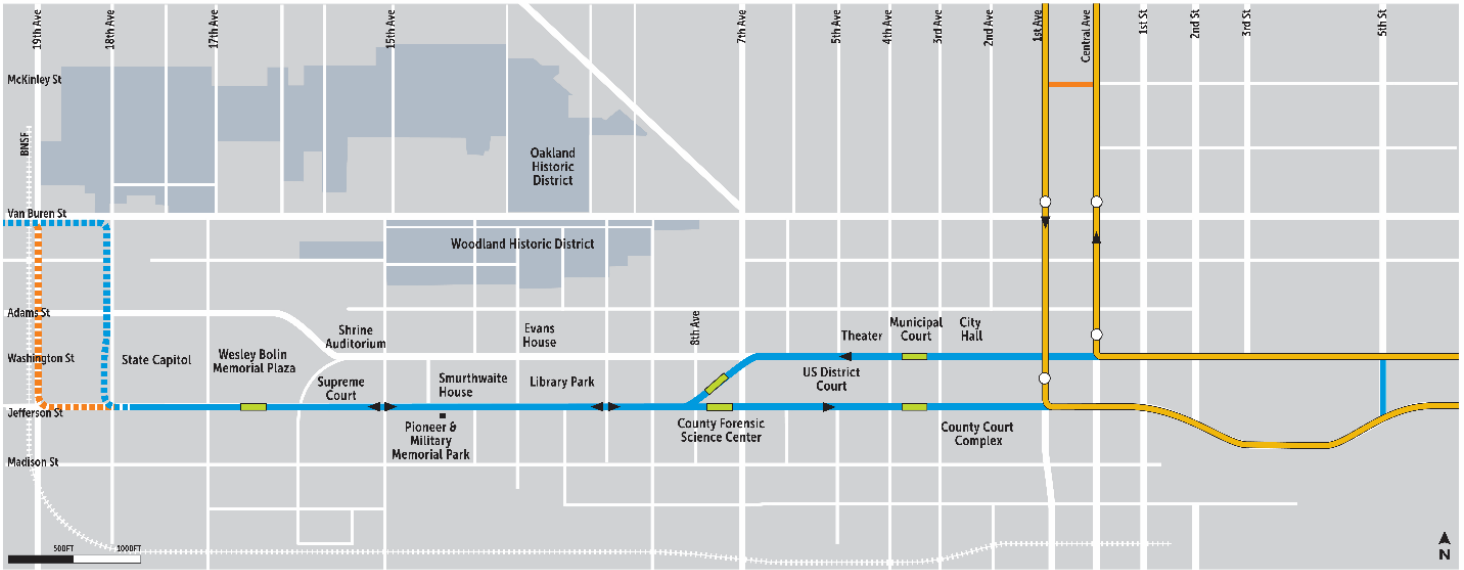 19th Ave
18th Ave
17th Ave
15th Ave
7th Ave
5th Ave
4th Ave
3rd Ave
2nd Ave
1st Ave
Central Ave
1st St
2nd St
3rd St
5th St
McKinley St
BNSF
Oakland
Historic
District
Van Buren St
Woodland Historic District
Adams St
Shrine
Auditorium
Evans
House
8th Ave
Theater
Municipal
Court
City
Hall
Washington St
State Capitol
Wesley Bolin
Memorial Plaza
Supreme
Court
Smurthwaite
House
Library Park
US District
Court
Jefferson St
Pioneer &
Military
Memorial Park
County Forensic
Science Center
County Court
Complex
Madison St
500FT
1000FT
N